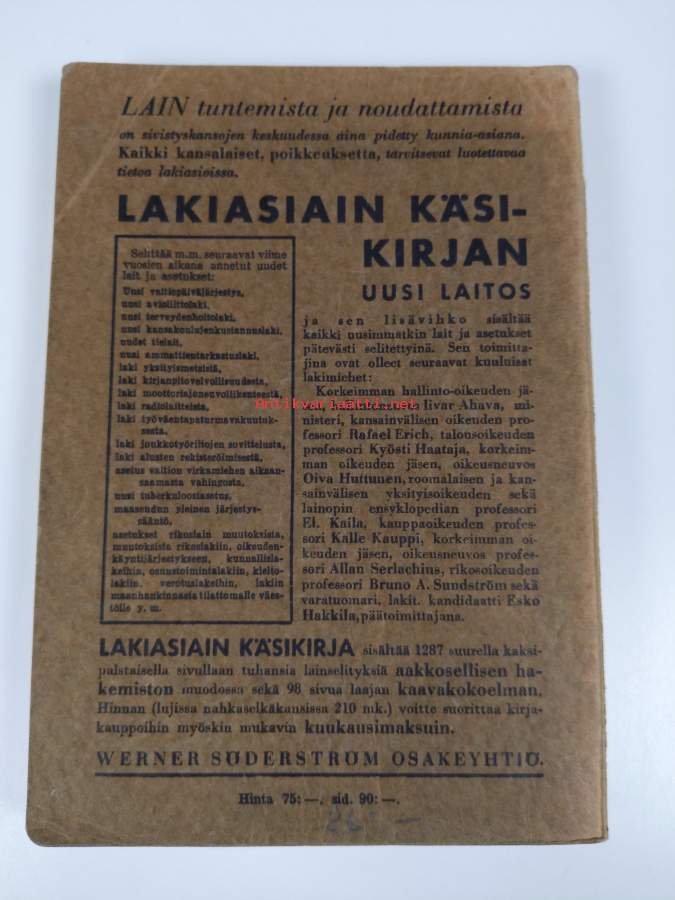 LAIN tuntemista ja noudattamista
on sivistyskansojen keskuudessa aina pidetty kunnia-asiana.
Kaikki kansalaiset, poikkeuksetta, tarvitsevat luotettavaa
tietoa lakiasioissa.
LAKIASIAIN KÄSI-
KIRJAN
UUSI LAITOS
Selittää m.m. seuraavat viime
vuosien aikana annetut uudet
lait ja asetukset:
Uusi valtiopäiväjärjestys,
uusi avioliittolaki,
uusi terveydenhoitolaki,
uusi kansakoulujenkustannuslaki,
uudet tielait,
uusi ammattientarkastuslaki,
laki yksityismetsistä,
laki kirjanpitovelvollisuudesta,
laki moottoriajoneuvoliikenteestä,
laki radiolaitteista,
laki työväentapaturmavakuutuk-
sesta,
laki joukkotyöriitojen sovittelusta,
laki alusten rekisteröimisestä,
asetus valtion virkamiehen aikaan-
saamasta vahingosta,
uusi tuberkuloosiasetus,
maaseudun yleinen järjestys-
sääntö,
asetukset rikoslain muutoksista,
muutoksista rikoslakiin, oikeuden-
käyntijärjestykseen, kunnallisla-
keihin, osuustoimintalakiin, kielto-
lakiin, verotuslakeihin, lakiin
maanhankinnasta tilattomalle väes-
tölle y. m.
ja sen lisävihko sisältää
kaikki uusimmatkin lait ja asetukset
pätevästi selitettyinä. Sen toimitta-
jina ovat olleet seuraavat kuuluisat
lakimiehet:
Korkeimman hallinto-oikeuden jä-
Iivar Ahava, mi-
nisteri, kansainvälisen oikeuden pro-
fessori Rafael Erich, talousoikeuden
professori Kyösti Haataja, korkeim-
man oikeuden jäsen, oikeusneuvos
Oiva Huttunen, roomalaisen ja kan-
sainvälisen yksityisoikeuden sekä
lainopin ensyklopedian professori
El. Kaila, kauppaoikeuden profes-
sori Kalle Kauppi, korkeimman oi-
keuden jäsen, oikeusneuvos profes-
sori Allan Serlachius, rikosoikeuden
professori Bruno A. Sundström sekä
varatuomari, lakit. kandidaatti Esko
Hakkila, päätoimittajana.
Antikvariaatti.net
LAKIASIAIN KÄSIKIRJA sisältää 1287 suurella kaksi-
palstaisella sivullaan tuhansia lainselityksiä aakkosellisen ha-
kemiston muodossa sekä 98 sivua laajan kaavakokoelman.
Hinnan (lujissa nahkaselkäkansissa 210 mk.) voitte suorittaa kirja-
kauppoihin myöskin mukavin kuukausimaksuin.
WERNER SÖDERSTRÖM OSAKEYHTIÖ.
Hinta 75:—, sid. 90:—.